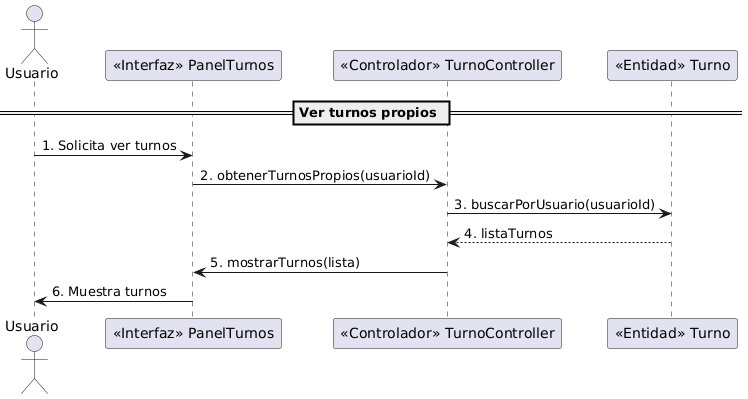 Usuario
«Interfaz» PanelTurnos
«Controlador» TurnoController
«Entidad» Turno
Ver turnos propios
1. Solicita ver turnos
2. obtenerTurnosPropios(usuarioId)
3. buscarPorUsuario(usuarioId)
4. listaTurnos
5. mostrarTurnos(lista)
6. Muestra turnos
Usuario
«Interfaz» PanelTurnos
«Controlador» TurnoController
«Entidad» Turno